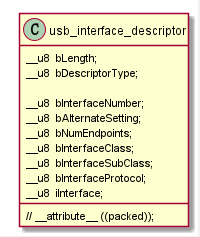 C usb_interface_descriptor
__u8 bLength;
__u8 bDescriptorType;
__u8 bInterfaceNumber;
__u8 bAlternateSetting;
__u8 bNumEndpoints;
__u8 bInterfaceClass;
__u8 bInterfaceSubClass;
__u8 bInterfaceProtocol;
__u8 iInterface;
// __attribute__ ((packed));